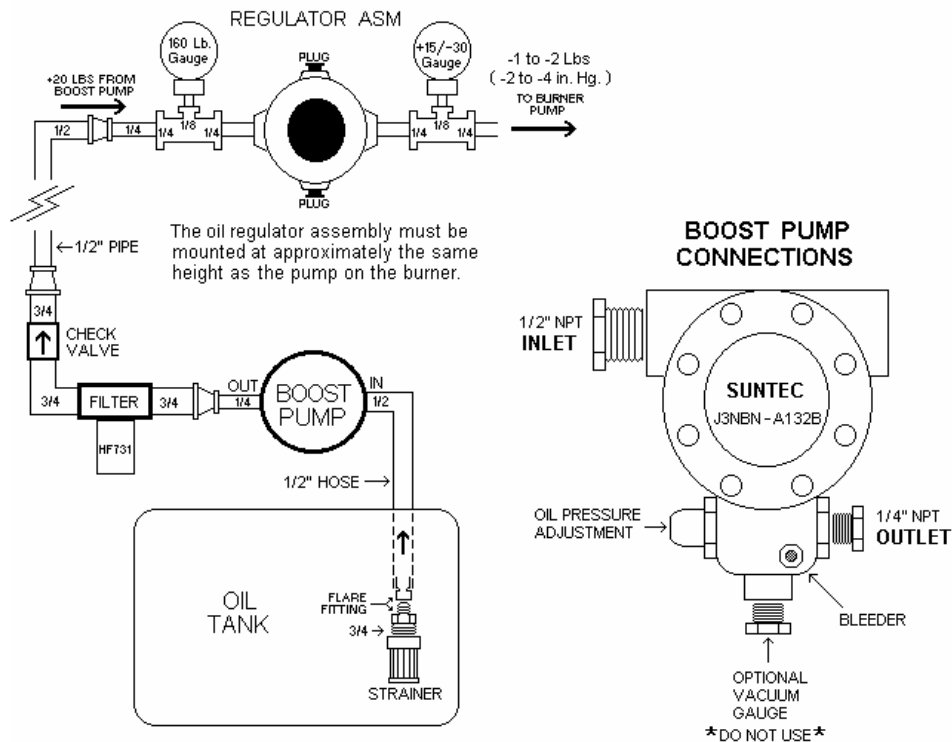 REGULATOR ASM
160 Lb.
Gauge
PLUG
+15/-30
Gauge
-1 to -2 Lbs
( -2 to -4 in. Hg.)
TO BURNER
PUMP
+20 LBS FROM
BOOST PUMP
1/2
1/4
1/4
1/8
1/4
1/4
1/8
1/4
PLUG
The oil regulator assembly must be
mounted at approximately the same
height as the pump on the burner.
1/2" PIPE
3/4
CHECK
VALVE
3/4
FILTER
3/4
HF731
OUT
1/4
BOOST
PUMP
IN
1/2
1/2" HOSE
OIL
TANK
FLARE
FITTING
3/4
STRAINER
BOOST PUMP
CONNECTIONS
1/2" NPT
INLET
SUNTEC
J3NBN-A132B
OIL PRESSURE
ADJUSTMENT
1/4" NPT
OUTLET
BLEEDER
OPTIONAL
VACUUM
GAUGE
*DO NOT USE*